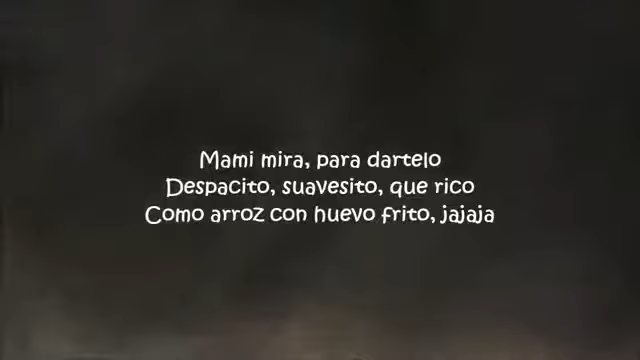 Mami mira, para dartelo
Despacito, suavesito, que rico
Como arroz con huevo frito, jajaja